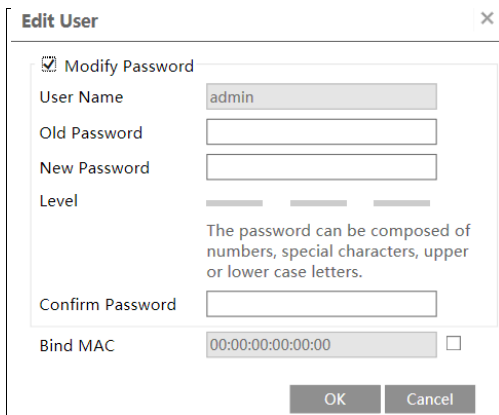 Edit User
Modify Password
User Name admin
Old Password
New Password
Level
The password can be composed of
numbers, special characters, upper
or lower case letters.
Confirm Password
Bind MAC 00:00:00:00:00:00
OK Cancel